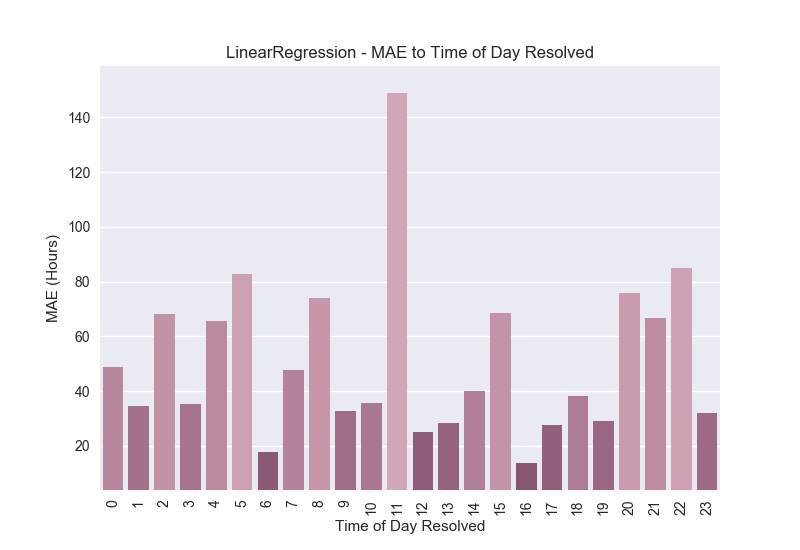 LinearRegression - MAE to Time of Day Resolved
MAE (Hours)
140
120
100
80
60
40
20
0 1 2 3 4 5 6 7 8 9 10 11 12 13 14 15 16 17 18 19 20 21 22 23
Time of Day Resolved